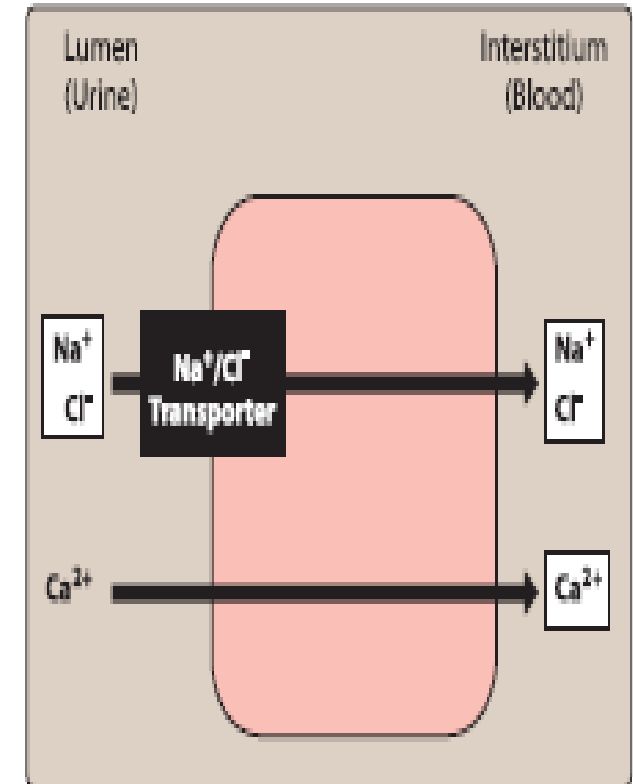 Lumen
(Urine)
Interstitium
(Blood)
Na⁺
Cl⁻
Na⁺/Cl⁻
Transporter
Na⁺
Cl⁻
Ca²⁺
Ca²⁺